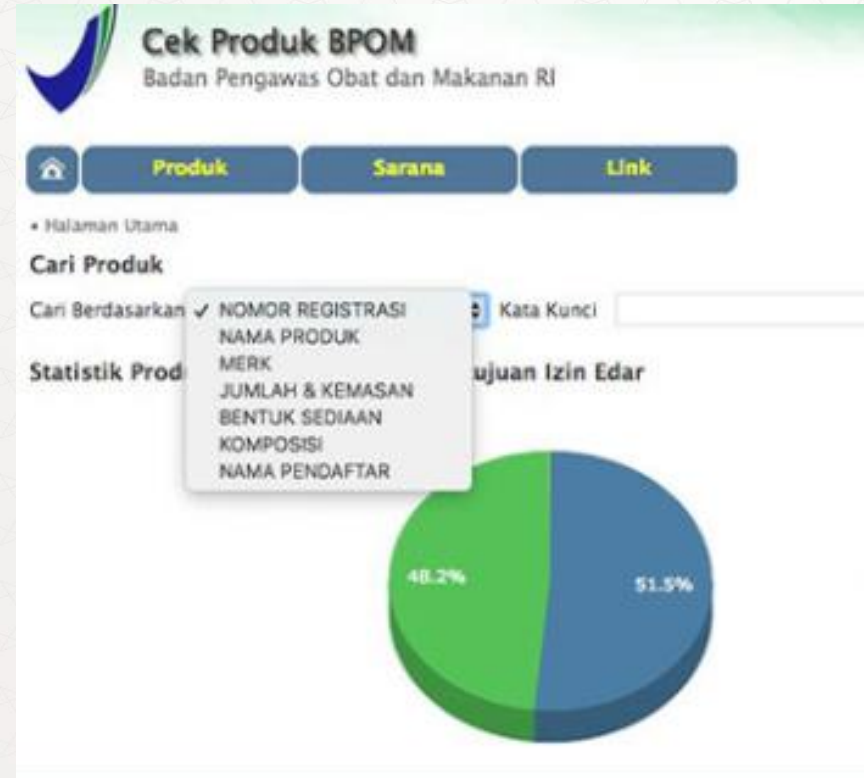 Cek Produk BPOM
Badan Pengawas Obat dan Makanan RI
Produk Sarana Link
• Halaman Utama
Cari Produk
Cari Berdasarkan ✓ NOMOR REGISTRASI Kata Kunci
NAMA PRODUK
MERK
JUMLAH & KEMASAN
BENTUK SEDIAAN
KOMPOSISI
NAMA PENDAFTAR
Statistik Prod ujuan Izin Edar
48.2% 51.5%